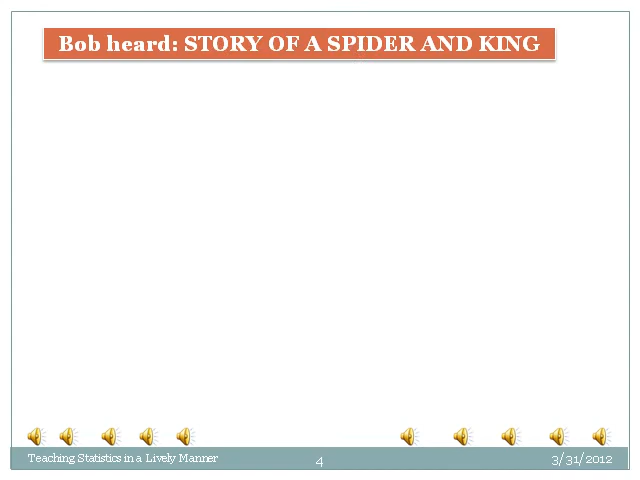 Bob heard: STORY OF A SPIDER AND KING
Teaching Statistics in a Lively Manner
4
3/31/2012